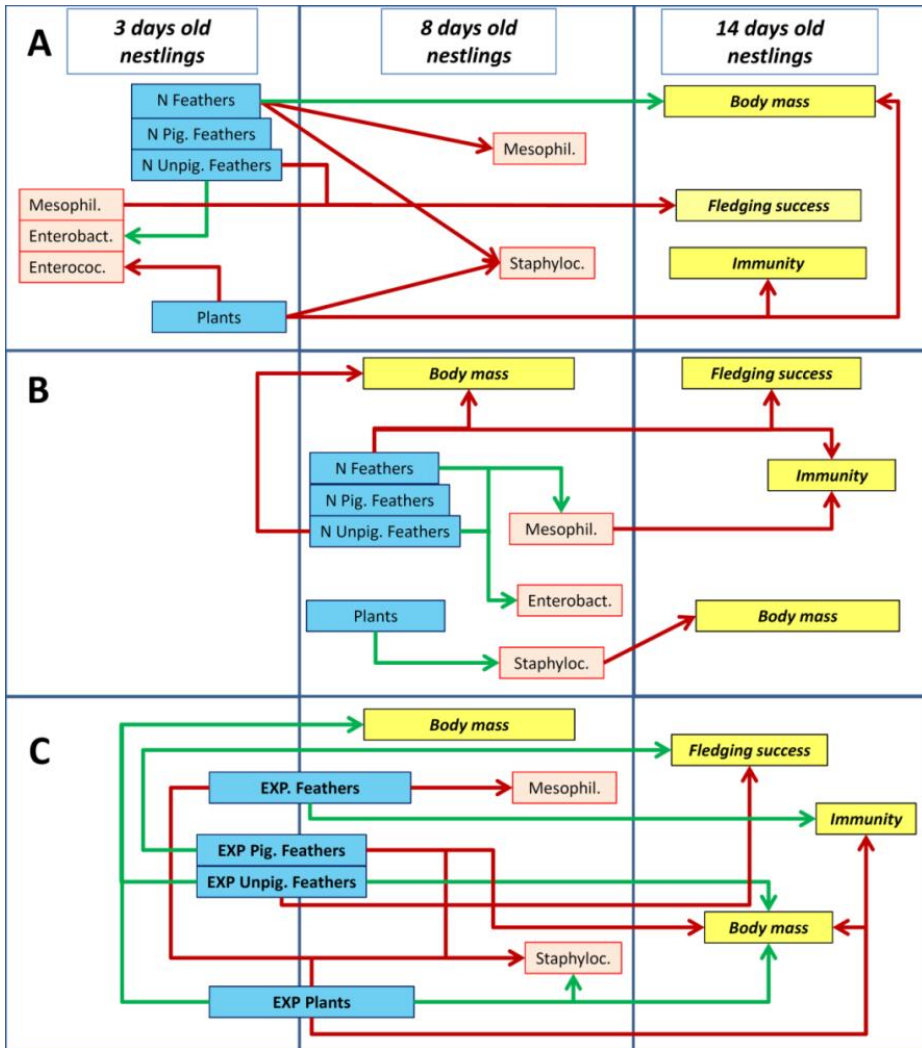 A
3 days old
nestlings
8 days old
nestlings
14 days old
nestlings
N Feathers
N Pig. Feathers
N Unpig. Feathers
Mesophil.
Enterobact.
Enterococ.
Plants
Mesophil.
Staphyloc.
Body mass
Fledging success
Immunity
B
Body mass
Fledging success
N Feathers
N Pig. Feathers
N Unpig. Feathers
Immunity
Mesophil.
Enterobact.
Plants
Staphyloc.
Body mass
C
Body mass
Fledging success
EXP. Feathers
Mesophil.
Immunity
EXP Pig. Feathers
EXP Unpig. Feathers
Body mass
Staphyloc.
EXP Plants